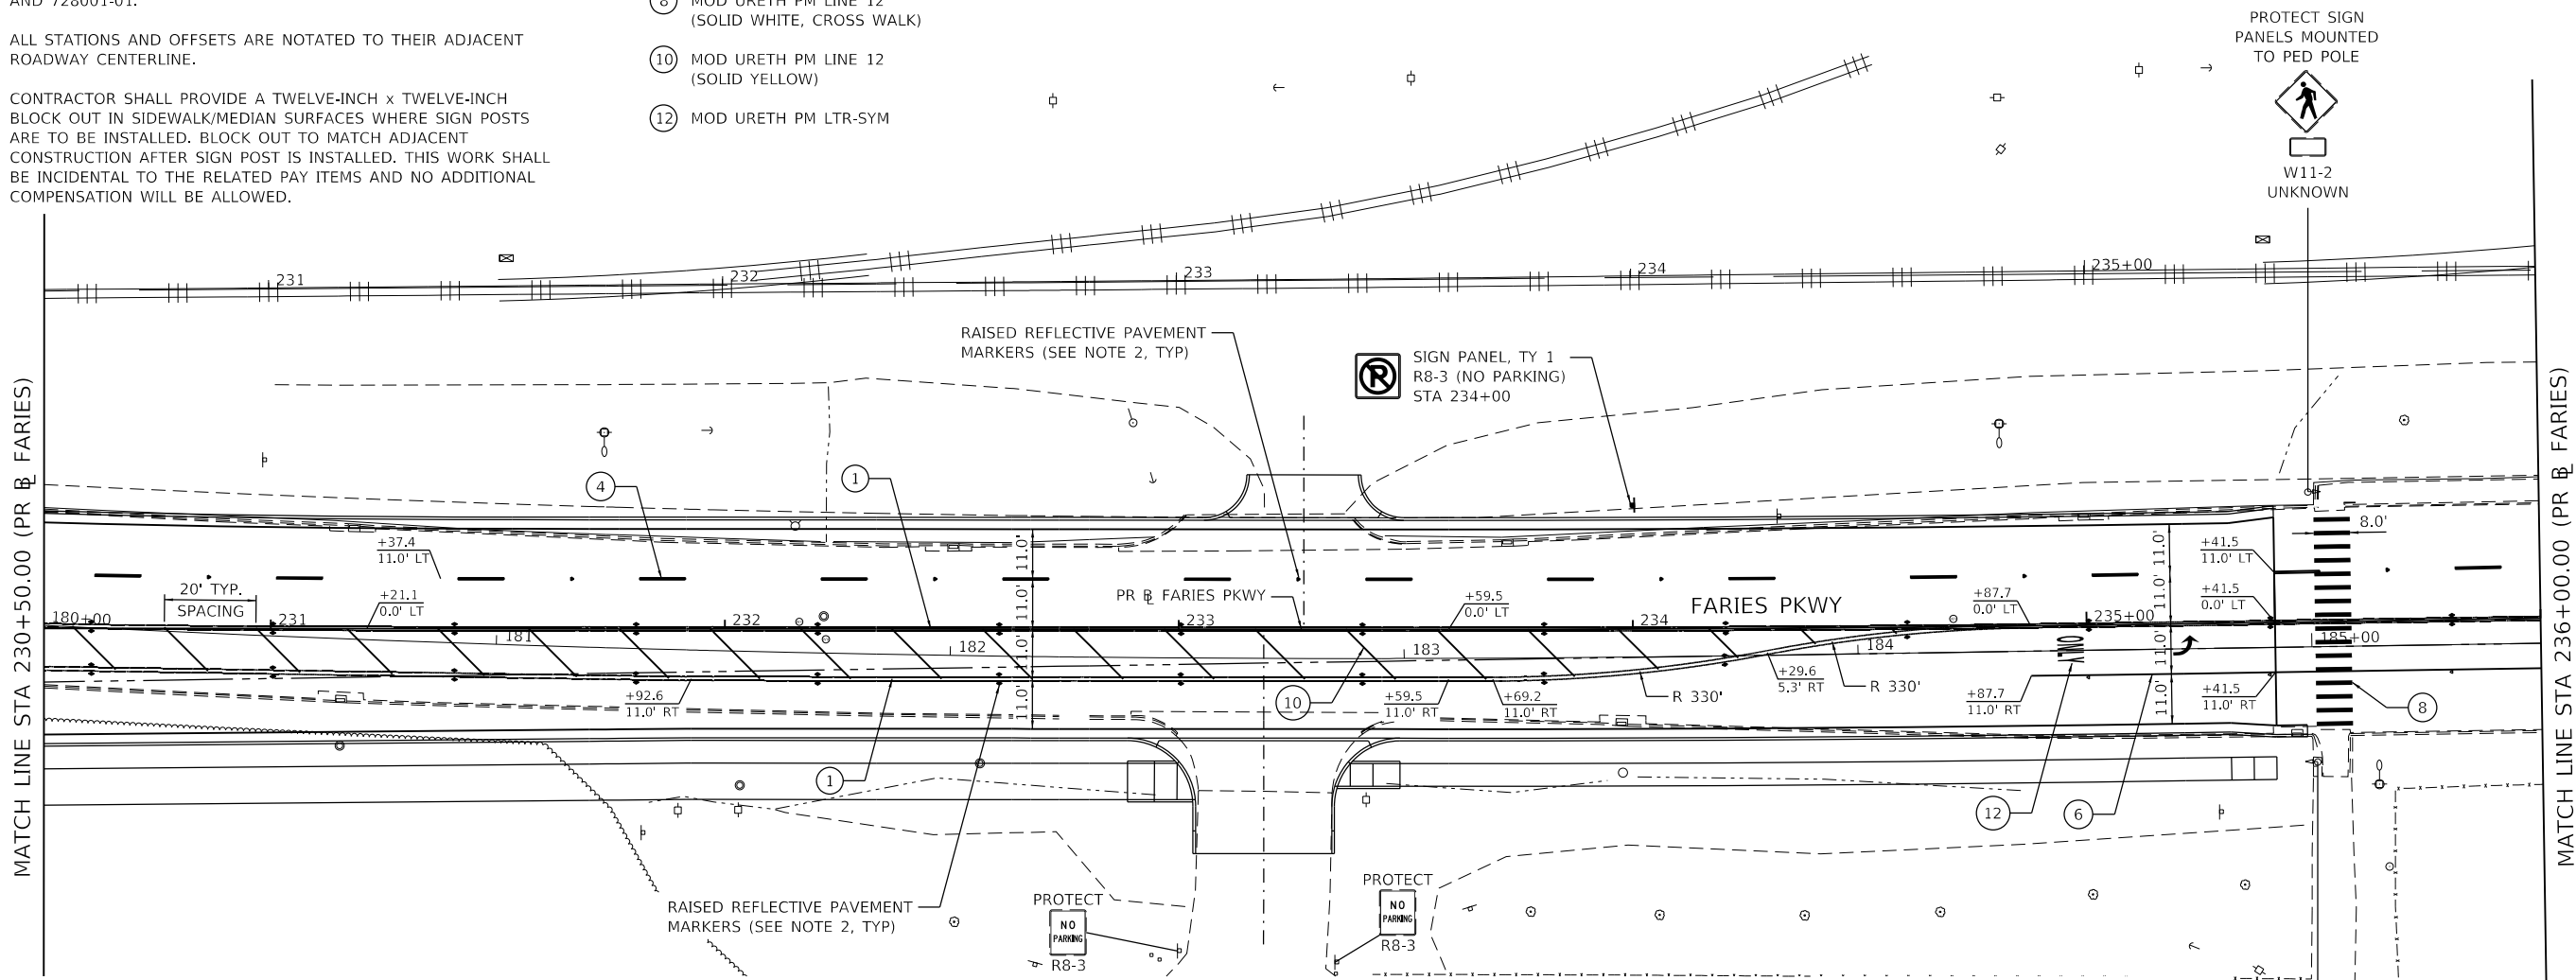 AND 728001-01.
ALL STATIONS AND OFFSETS ARE NOTATED TO THEIR ADJACENT
ROADWAY CENTERLINE.
CONTRACTOR SHALL PROVIDE A TWELVE-INCH x TWELVE-INCH
BLOCK OUT IN SIDEWALK/MEDIAN SURFACES WHERE SIGN POSTS
ARE TO BE INSTALLED. BLOCK OUT TO MATCH ADJACENT
CONSTRUCTION AFTER SIGN POST IS INSTALLED. THIS WORK SHALL
BE INCIDENTAL TO THE RELATED PAY ITEMS AND NO ADDITIONAL
COMPENSATION WILL BE ALLOWED.
8 MOD URETH PM LINE 12
(SOLID WHITE, CROSS WALK)
10 MOD URETH PM LINE 12
(SOLID YELLOW)
12 MOD URETH PM LTR-SYM
PROTECT SIGN
PANELS MOUNTED
TO PED POLE
W11-2
UNKNOWN
231
232
233
234
235+00
RAISED REFLECTIVE PAVEMENT
MARKERS (SEE NOTE 2, TYP)
P
SIGN PANEL, TY 1
R8-3 (NO PARKING)
STA 234+00
MATCH LINE STA 230+50.00 (PR BL FARIES)
MATCH LINE STA 236+00.00 (PR BL FARIES)
4
1
+37.4
11.0' LT
20' TYP.
SPACING
+21.1
0.0' LT
11.0'
11.0'
11.0'
11.0'
PR BL FARIES PKWY
+59.5
0.0' LT
FARIES PKWY
+87.7
0.0' LT
11.0'
11.0'
11.0'
11.0'
+41.5
11.0' LT
+41.5
0.0' LT
8.0'
180+00
231
232
233
234
235+00
181
182
183
184
185+00
ONLY
+92.6
11.0' RT
+59.5
11.0' RT
+69.2
11.0' RT
R 330'
+29.6
5.3' RT
R 330'
+87.7
11.0' RT
+41.5
11.0' RT
10
8
1
12
6
RAISED REFLECTIVE PAVEMENT
MARKERS (SEE NOTE 2, TYP)
PROTECT
NO
PARKING
R8-3
PROTECT
NO
PARKING
R8-3